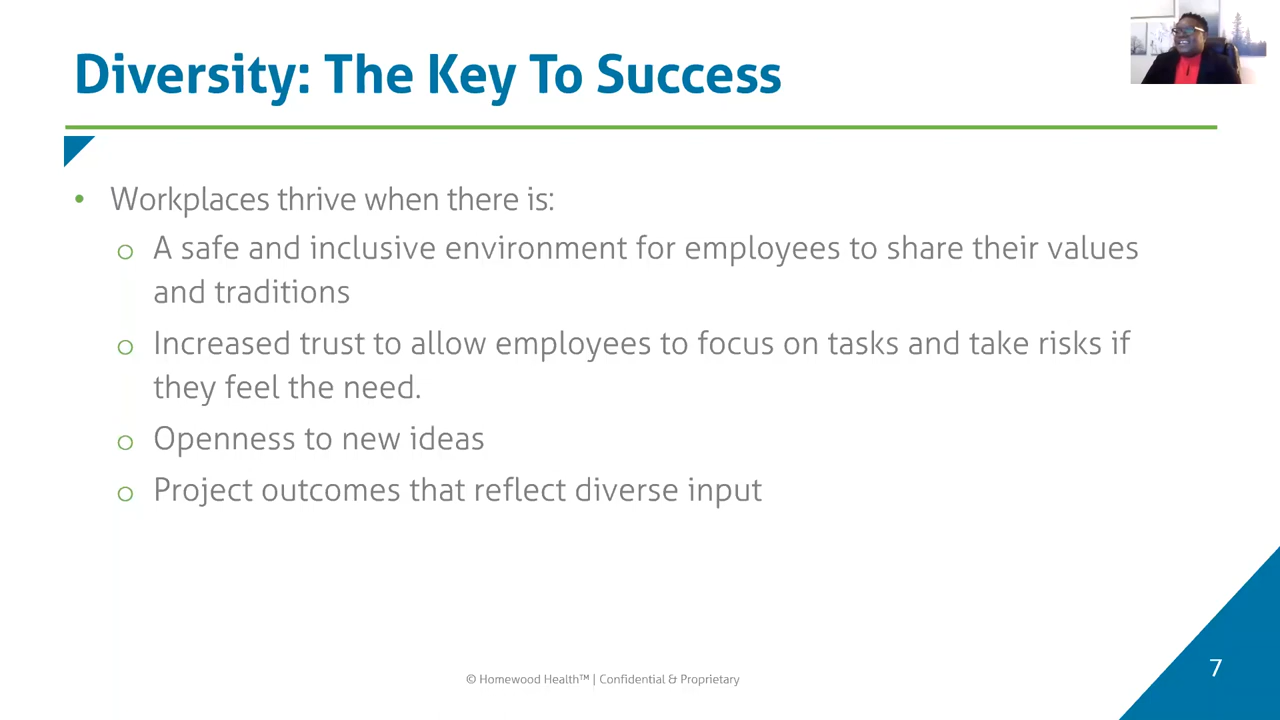 Diversity: The Key To Success
• Workplaces thrive when there is:
o A safe and inclusive environment for employees to share their values
and traditions
o Increased trust to allow employees to focus on tasks and take risks if
they feel the need.
o Openness to new ideas
o Project outcomes that reflect diverse input
© Homewood Health™ | Confidential & Proprietary
7